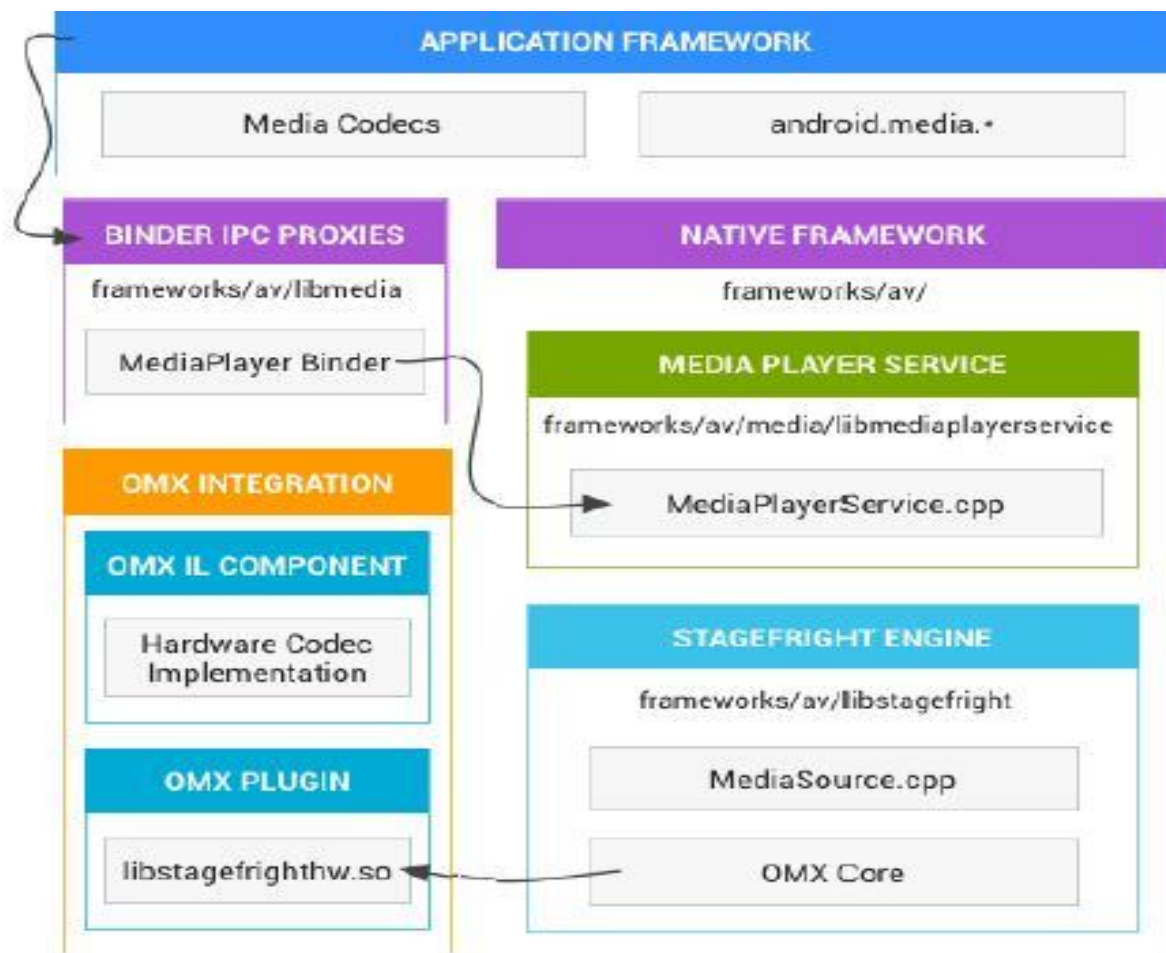 APPLICATION FRAMEWORK
Media Codecs
android.media.*
BINDER IPC PROXIES
frameworks/av/libmedia
MediaPlayer Binder
NATIVE FRAMEWORK
frameworks/av/
MEDIA PLAYER SERVICE
frameworks/av/media/libmediaplayerservice
MediaPlayerService.cpp
OMX INTEGRATION
OMX IL COMPONENT
Hardware Codec
Implementation
OMX PLUGIN
libstagefrighthw.so
STAGEFRIGHT ENGINE
frameworks/av/libstagefright
MediaSource.cpp
OMX Core